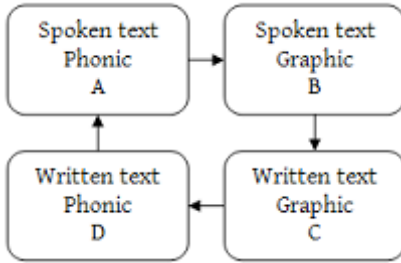 Spoken text
Phonic
A
Spoken text
Graphic
B
Written text
Phonic
D
Written text
Graphic
C